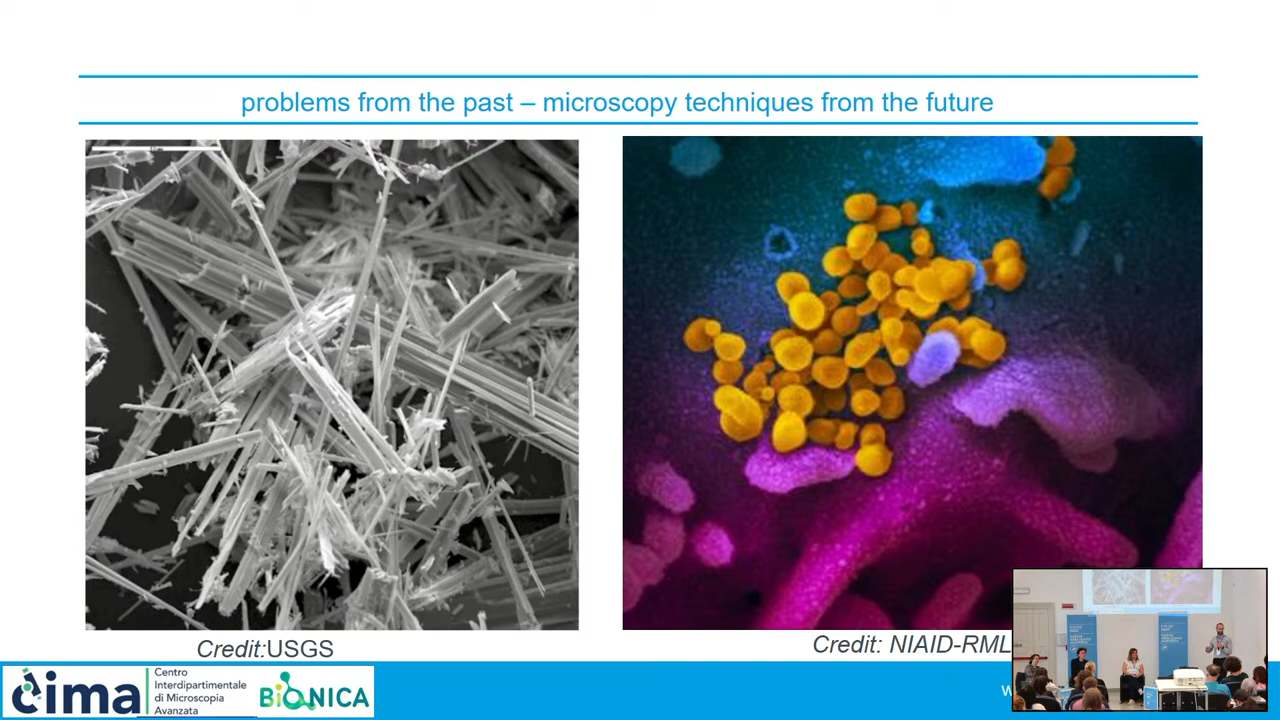 problems from the past – microscopy techniques from the future
Credit:USGS
Credit: NIAID-RML
cima
Centro
Interdipartimentale
di Microscopia
Avanzata
BiONICA
w